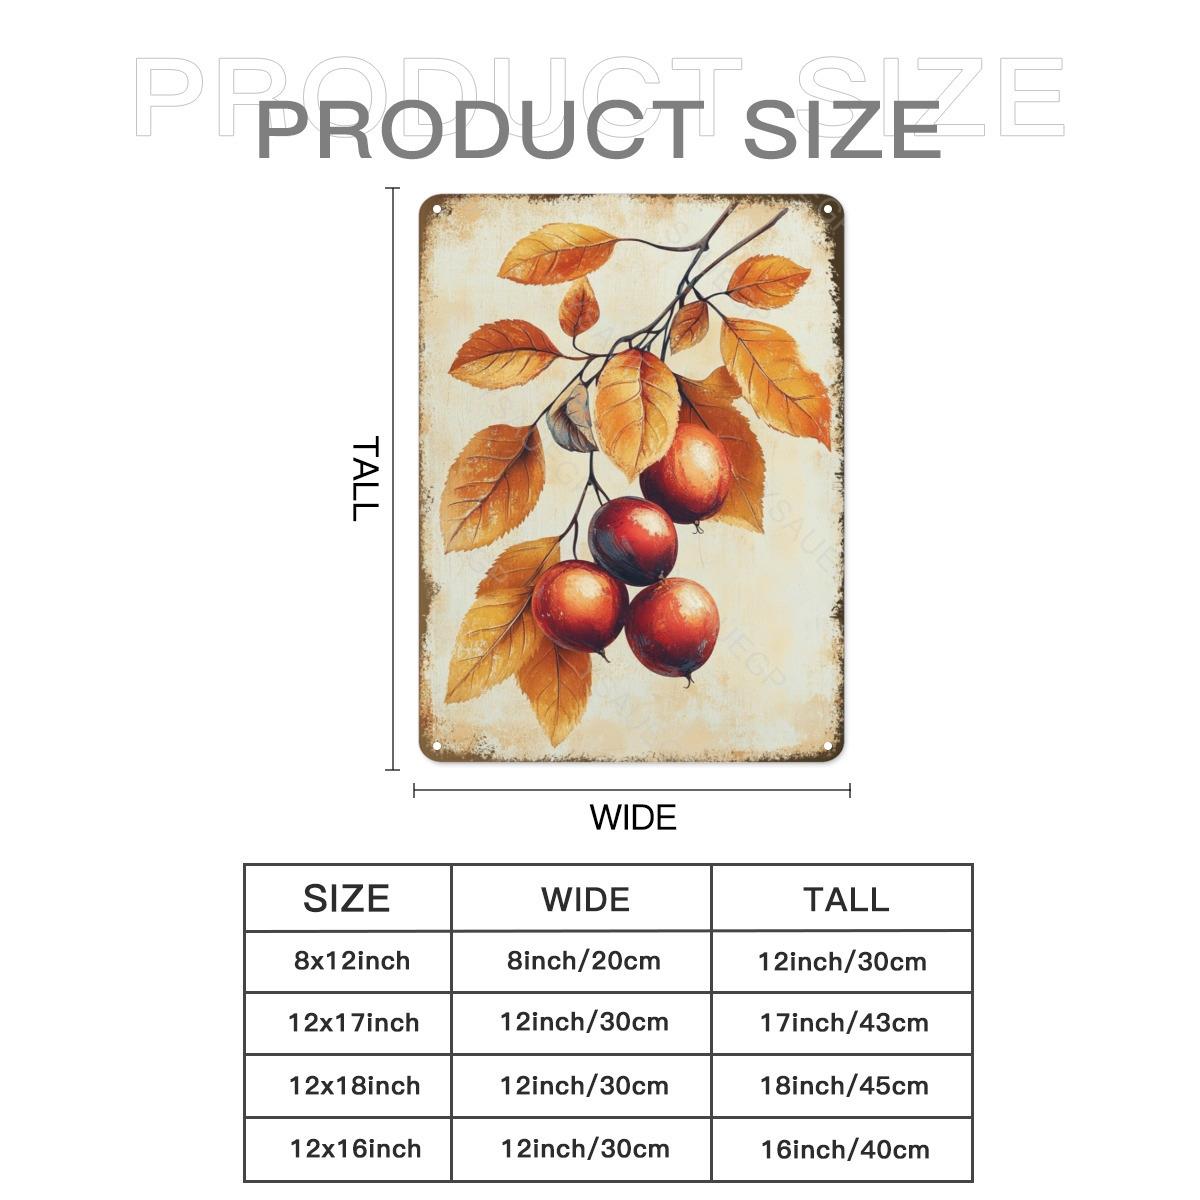 PRODUCT SIZE
PRODUCT SIZE
TALL
WIDE
SIZE WIDE TALL
8x12inch 8inch/20cm 12inch/30cm
12x17inch 12inch/30cm 17inch/43cm
12x18inch 12inch/30cm 18inch/45cm
12x16inch 12inch/30cm 16inch/40cm